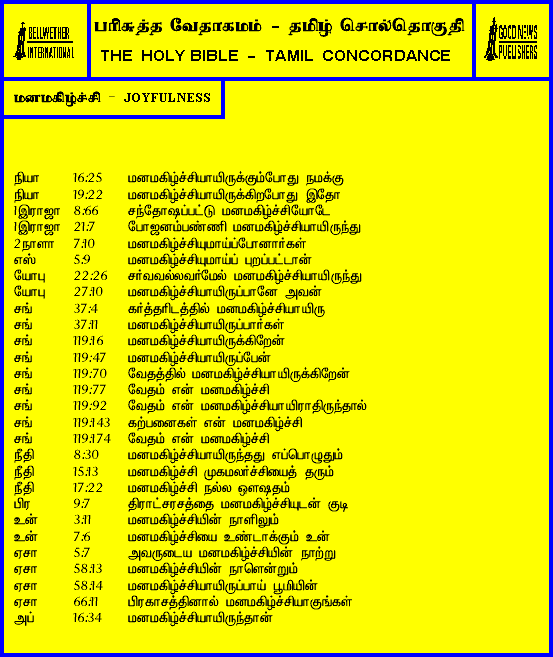 BELLWETHER
INTERNATIONAL
பரிசுத்த வேதாகமம் – தமிழ் சொல்தொகுதி
THE HOLY BIBLE – TAMIL CONCORDANCE
GOOD NEWS
PUBLISHERS
மனமகிழ்ச்சி – JOYFULNESS
நியா 16:25 மனமகிழ்ச்சியாயிருக்கும்போது நமக்கு
நியா 19:22 மனமகிழ்ச்சியாயிருக்கிறபோது இதோ
1இராஜா 8:66 சந்தோஷப்பட்டு மனமகிழ்ச்சியோடே
1இராஜா 21:7 போஜனம்பண்ணி மனமகிழ்ச்சியாயிருந்து
2நாளா 7:10 மனமகிழ்ச்சியுமாய்ப்போனார்கள்
எஸ் 5:9 மனமகிழ்ச்சியுமாய்ப் புறப்பட்டான்
யோபு 22:26 சர்வவல்லவர்மேல் மனமகிழ்ச்சியாயிருந்து
யோபு 27:10 மனமகிழ்ச்சியாயிருப்பானே அவன்
சங் 37:4 கர்த்தரிடத்தில் மனமகிழ்ச்சியாயிரு
சங் 37:11 மனமகிழ்ச்சியாயிருப்பார்கள்
சங் 119:16 மனமகிழ்ச்சியாயிருக்கிறேன்
சங் 119:47 மனமகிழ்ச்சியாயிருப்பேன்
சங் 119:70 வேதத்தில் மனமகிழ்ச்சியாயிருக்கிறேன்
சங் 119:77 வேதம் என் மனமகிழ்ச்சி
சங் 119:92 வேதம் என் மனமகிழ்ச்சியாயிராதிருந்தால்
சங் 119:143 கற்பனைகள் என் மனமகிழ்ச்சி
சங் 119:174 வேதம் என் மனமகிழ்ச்சி
நீதி 8:30 மனமகிழ்ச்சியாயிருந்தது எப்பொழுதும்
நீதி 15:13 மனமகிழ்ச்சி முகமலர்ச்சியைத் தரும்
நீதி 17:22 மனமகிழ்ச்சி நல்ல ஔஷதம்
பிர 9:7 திராட்சரசத்தை மனமகிழ்ச்சியுடன் குடி
உன் 3:11 மனமகிழ்ச்சியின் நாளிலும்
உன் 7:6 மனமகிழ்ச்சியை உண்டாக்கும் உன்
ஏசா 5:7 அவருடைய மனமகிழ்ச்சியின் நாற்று
ஏசா 58:13 மனமகிழ்ச்சியின் நாளென்றும்
ஏசா 58:14 மனமகிழ்ச்சியாயிருப்பாய் பூமியின்
ஏசா 66:11 பிரகாசத்தினால் மனமகிழ்ச்சியாகுங்கள்
அப் 16:34 மனமகிழ்ச்சியாயிருந்தான்